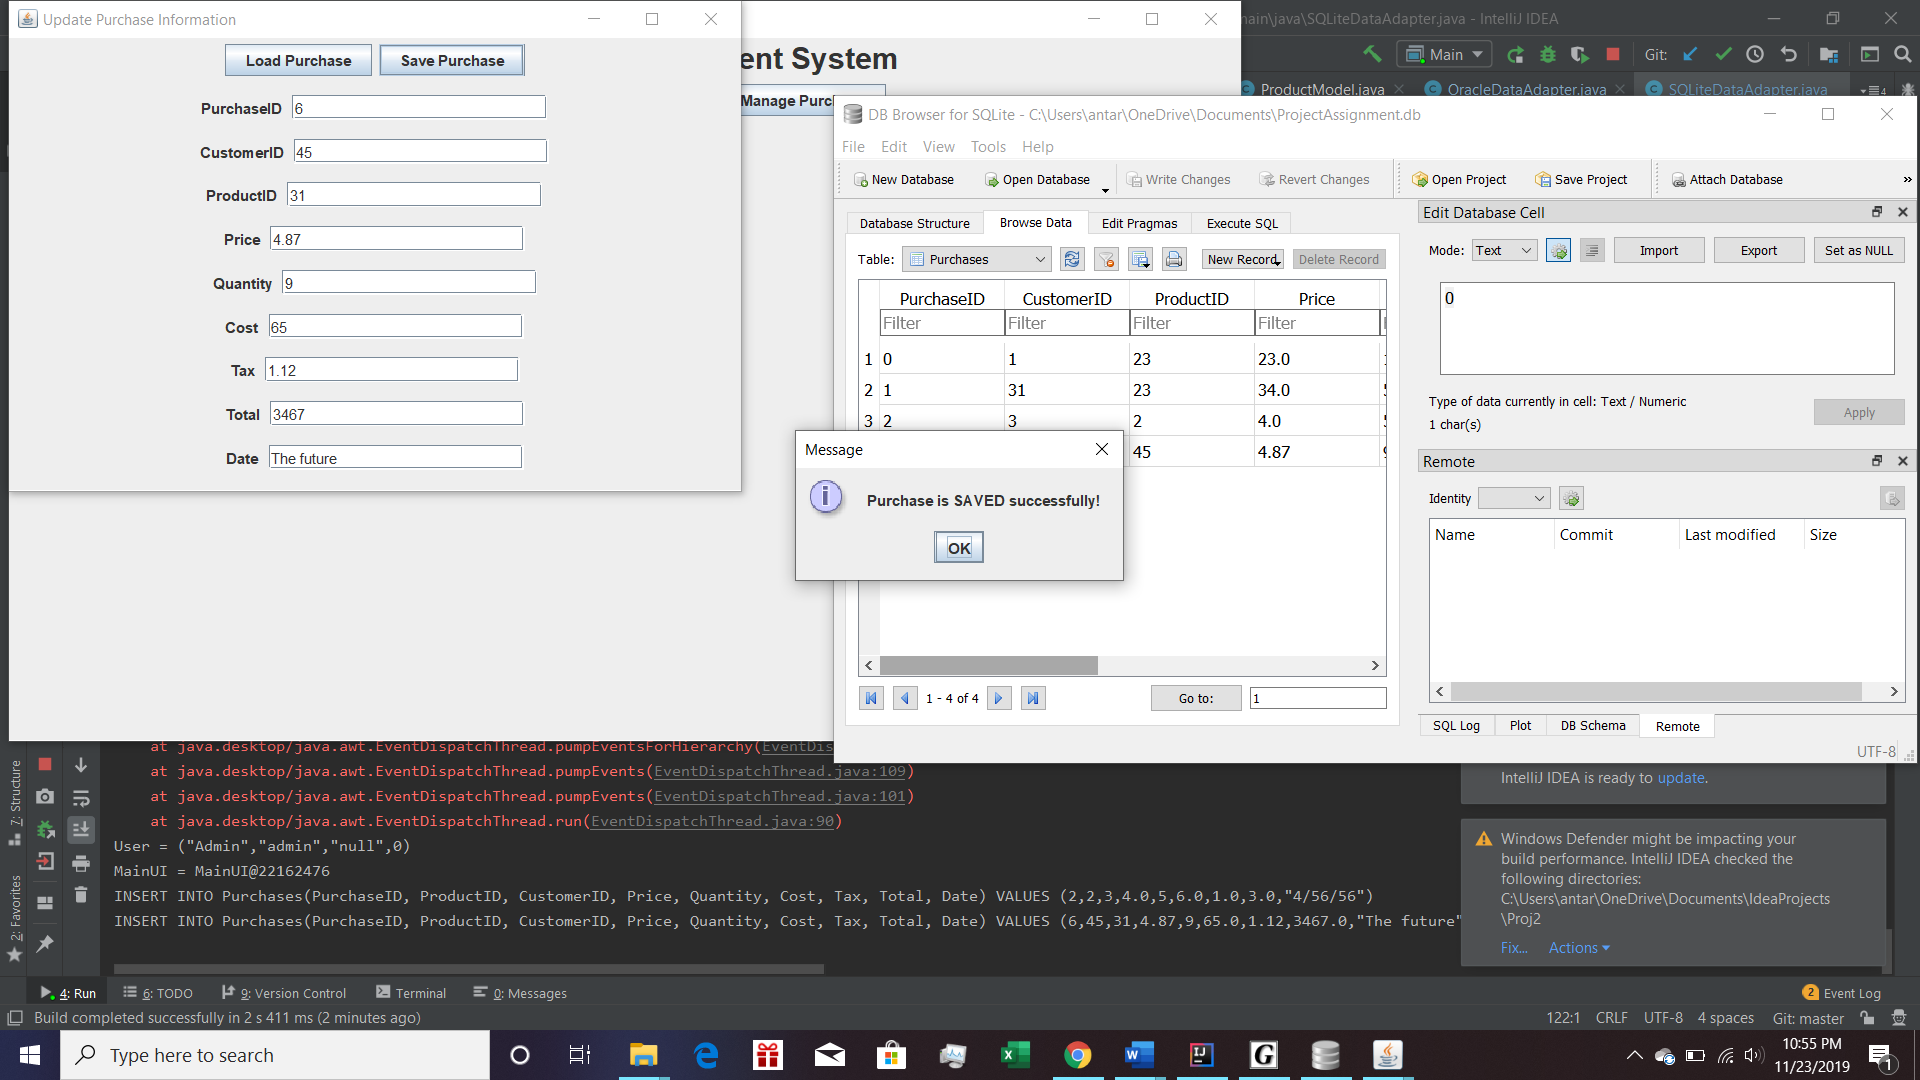 Update Purchase Information
Load Purchase
Save Purchase
PurchaseID 6
CustomerID 45
ProductID 31
Price 4.87
Quantity 9
Cost 65
Tax 1.12
Total 3467
Date The future
ent System
Manage Purc
main\java\SQLiteDataAdapter.java - IntelliJ IDEA
Main
Git:
ProductModel.java
OracleDataAdapter.java
SQLiteDataAdapter.java
DB Browser for SQLite - C:\Users\antar\OneDrive\Documents\ProjectAssignment.db
File Edit View Tools Help
New Database Open Database Write Changes Revert Changes Open Project Save Project Attach Database »
Database Structure Browse Data Edit Pragmas Execute SQL
Table: Purchases New Record Delete Record
PurchaseID CustomerID ProductID Price
Filter Filter Filter Filter
1 0 1 23 23.0
2 1 31 23 34.0
3 2 3 2 4.0
45 4.87
1 - 4 of 4
Go to: 1
Message
Purchase is SAVED successfully!
OK
Edit Database Cell
Mode: Text Import Export Set as NULL
0
Type of data currently in cell: Text / Numeric
1 char(s)
Apply
Remote
Identity
Name Commit Last modified Size
SQL Log Plot DB Schema Remote
UTF-8
at java.desktop/java.awt.EventDispatchThread.pumpEventsForHierarchy(EventDis
at java.desktop/java.awt.EventDispatchThread.pumpEvents(EventDispatchThread.java:109)
at java.desktop/java.awt.EventDispatchThread.pumpEvents(EventDispatchThread.java:101)
at java.desktop/java.awt.EventDispatchThread.run(EventDispatchThread.java:90)
User = ("Admin","admin","null",0)
MainUI = MainUI@22162476
INSERT INTO Purchases(PurchaseID, ProductID, CustomerID, Price, Quantity, Cost, Tax, Total, Date) VALUES (2,2,3,4.0,5,6.0,1.0,3.0,"4/56/56")
INSERT INTO Purchases(PurchaseID, ProductID, CustomerID, Price, Quantity, Cost, Tax, Total, Date) VALUES (6,45,31,4.87,9,65.0,1.12,3467.0,"The future"
7: Structure
2: Favorites
IntelliJ IDEA is ready to update.
Windows Defender might be impacting your
build performance. IntelliJ IDEA checked the
following directories:
C:\Users\antar\OneDrive\Documents\IdeaProjects
\Proj2
Fix... Actions
4: Run 6: TODO 9: Version Control Terminal 0: Messages
2 Event Log
Build completed successfully in 2 s 411 ms (2 minutes ago)
122:1 CRLF UTF-8 4 spaces Git: master
Type here to search
10:55 PM
11/23/2019
1